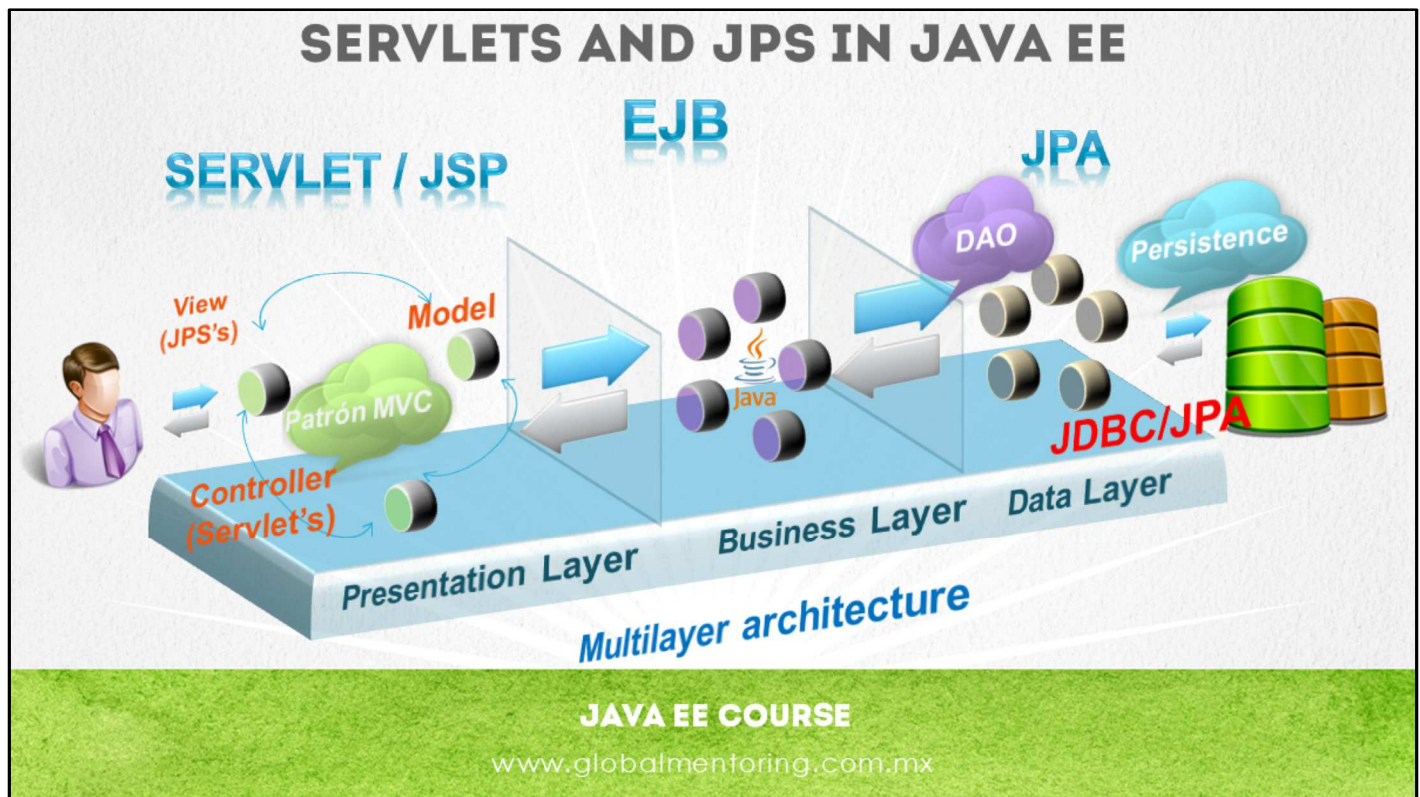 SERVLETS AND JPS IN JAVA EE
EJB
SERVLET / JSP
JPA
DAO
Persistence
View
(JPS's)
Model
Patrón MVC
Java
JDBC/JPA
Controller
(Servlet's)
Presentation Layer
Business Layer
Data Layer
Multilayer architecture
JAVA EE COURSE
www.globalmentoring.com.mx